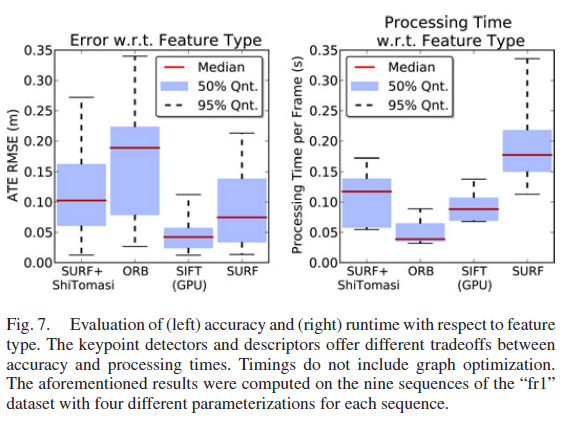 Error w.r.t. Feature Type
0.35
0.30
0.25
0.20
0.15
0.10
0.05
0.00
ATE RMSE (m)
Median
50% Qnt.
95% Qnt.
SURF+
ShiTomasi
ORB
SIFT
(GPU)
SURF
Processing Time
w.r.t. Feature Type
0.35
0.30
0.25
0.20
0.15
0.10
0.05
0.00
Processing Time per Frame (s)
Median
50% Qnt.
95% Qnt.
SURF+
ShiTomasi
ORB
SIFT
(GPU)
SURF
Fig. 7. Evaluation of (left) accuracy and (right) runtime with respect to feature
type. The keypoint detectors and descriptors offer different tradeoffs between
accuracy and processing times. Timings do not include graph optimization.
The aforementioned results were computed on the nine sequences of the “fr1”
dataset with four different parameterizations for each sequence.